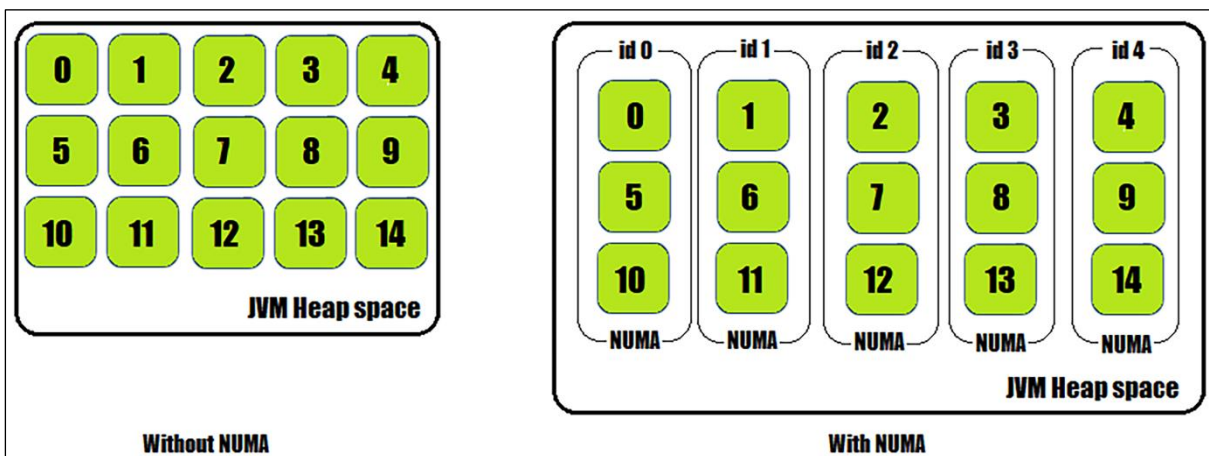 0 1 2 3 4
5 6 7 8 9
10 11 12 13 14
JVM Heap space
Without NUMA
id 0 id 1 id 2 id 3 id 4
0 1 2 3 4
5 6 7 8 9
10 11 12 13 14
NUMA NUMA NUMA NUMA NUMA
JVM Heap space
With NUMA